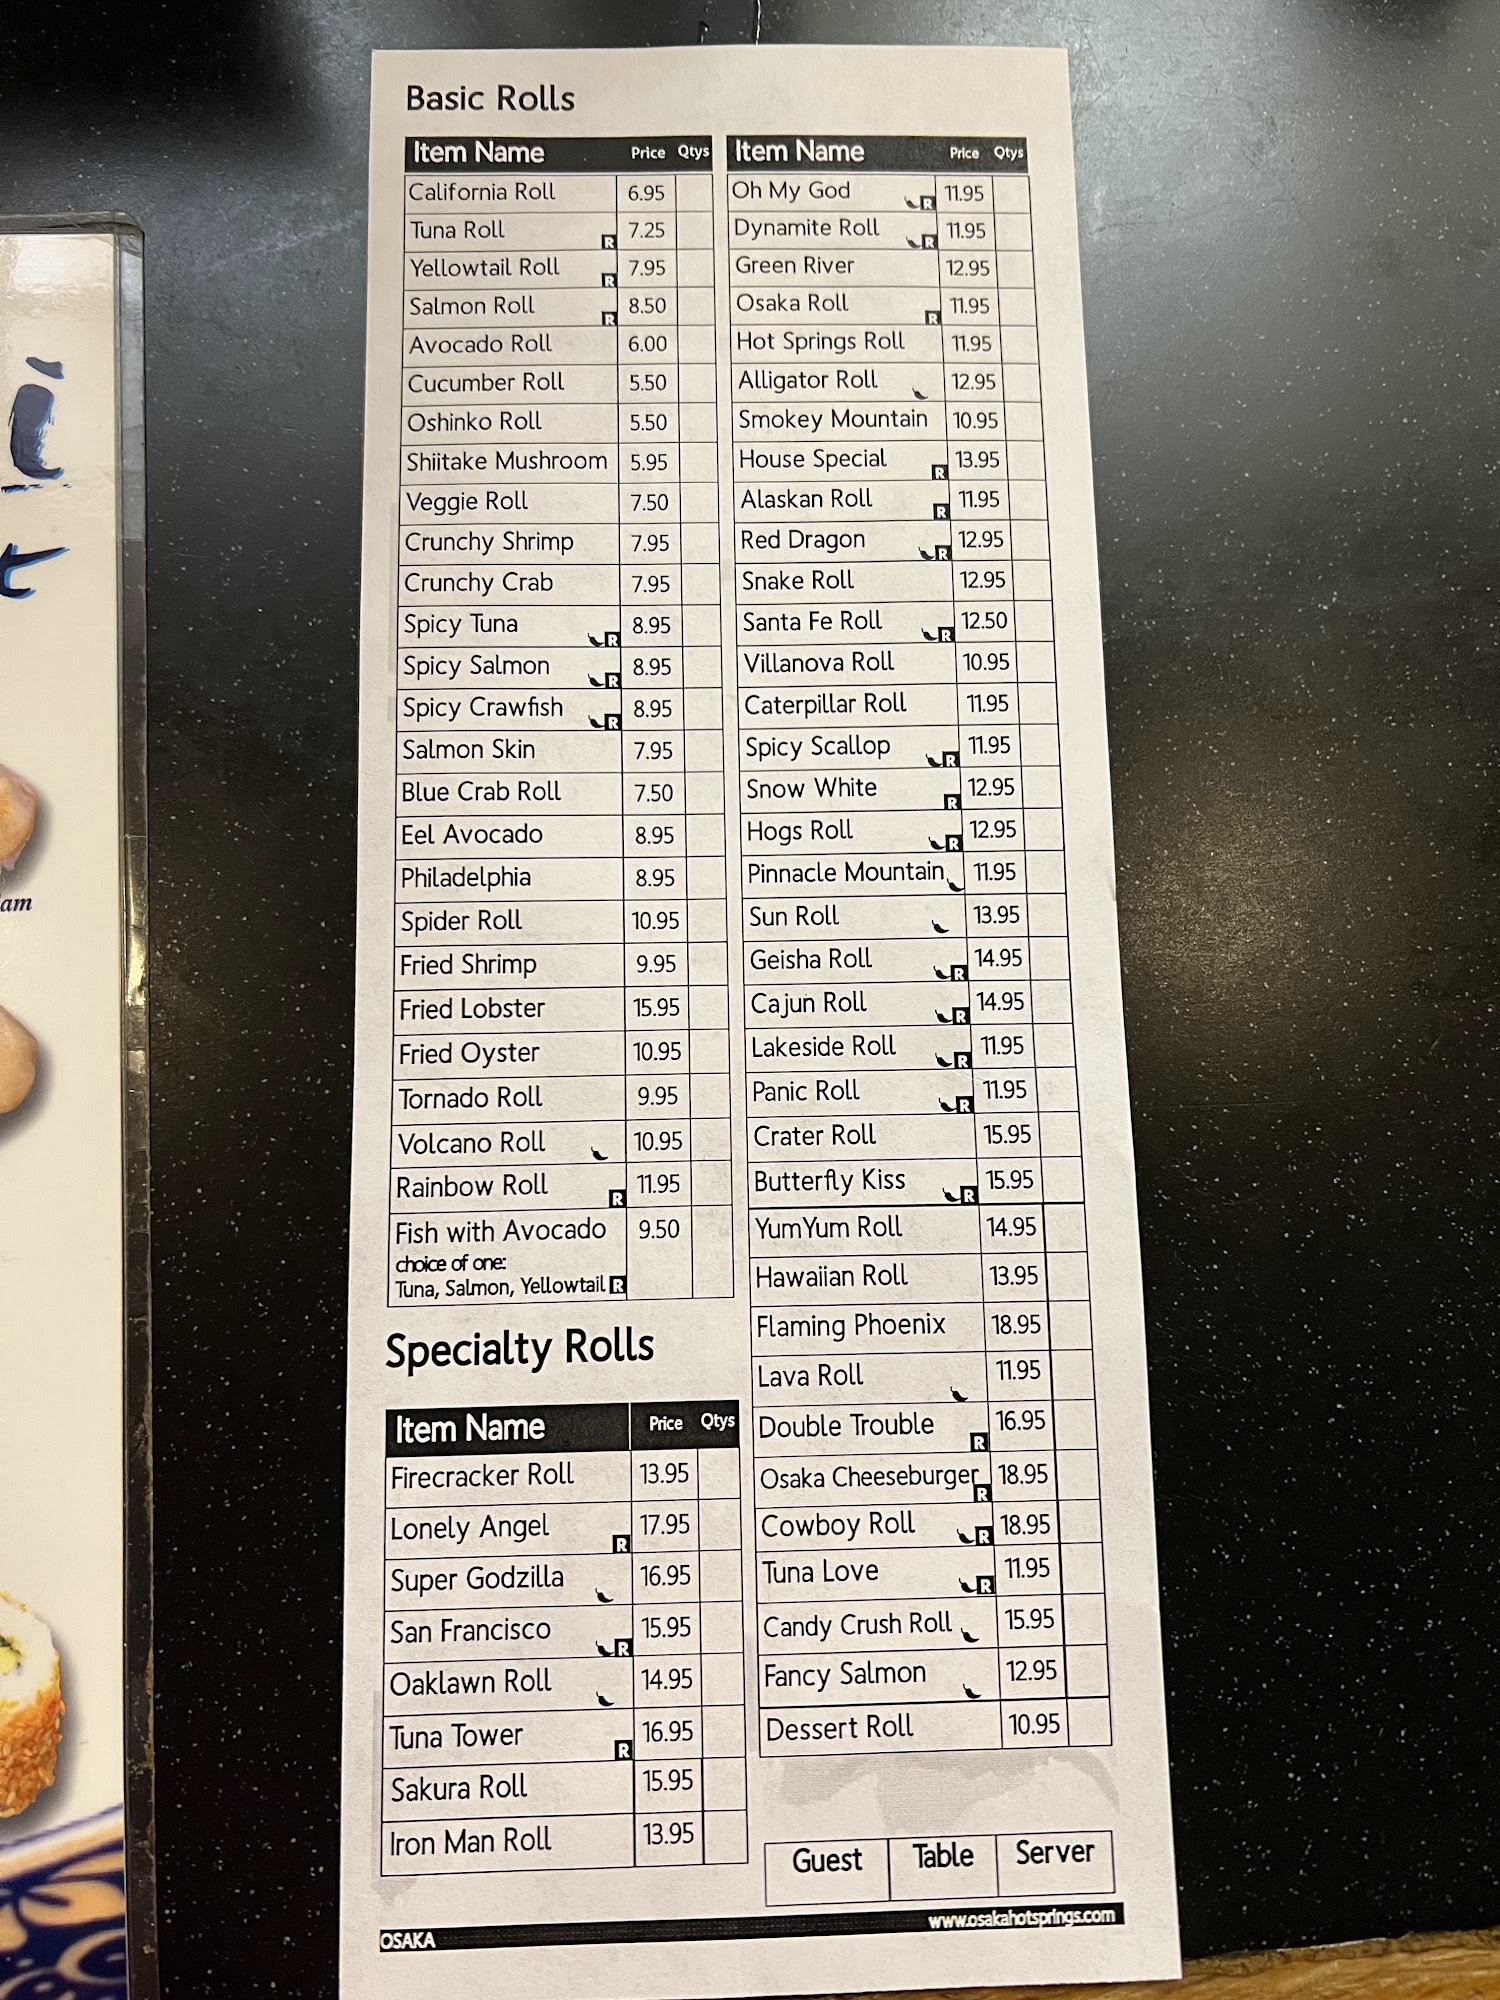 Basic Rolls
Item Name Price Qtys
California Roll 6.95
Tuna Roll R 7.25
Yellowtail Roll R 7.95
Salmon Roll R 8.50
Avocado Roll 6.00
Cucumber Roll 5.50
Oshinko Roll 5.50
Shiitake Mushroom 5.95
Veggie Roll 7.50
Crunchy Shrimp 7.95
Crunchy Crab 7.95
Spicy Tuna R 8.95
Spicy Salmon R 8.95
Spicy Crawfish R 8.95
Salmon Skin 7.95
Blue Crab Roll 7.50
Eel Avocado 8.95
Philadelphia 8.95
Spider Roll 10.95
Fried Shrimp 9.95
Fried Lobster 15.95
Fried Oyster 10.95
Tornado Roll 9.95
Volcano Roll 10.95
Rainbow Roll R 11.95
Fish with Avocado 9.50
choice of one:
Tuna, Salmon, Yellowtail R
Specialty Rolls
Item Name Price Qtys
Firecracker Roll 13.95
Lonely Angel R 17.95
Super Godzilla 16.95
San Francisco R 15.95
Oaklawn Roll 14.95
Tuna Tower R 16.95
Sakura Roll 15.95
Iron Man Roll 13.95
Item Name Price Qtys
Oh My God R 11.95
Dynamite Roll R 11.95
Green River 12.95
Osaka Roll R 11.95
Hot Springs Roll 11.95
Alligator Roll 12.95
Smokey Mountain 10.95
House Special R 13.95
Alaskan Roll R 11.95
Red Dragon R 12.95
Snake Roll 12.95
Santa Fe Roll R 12.50
Villanova Roll 10.95
Caterpillar Roll 11.95
Spicy Scallop R 11.95
Snow White R 12.95
Hogs Roll R 12.95
Pinnacle Mountain 11.95
Sun Roll 13.95
Geisha Roll R 14.95
Cajun Roll R 14.95
Lakeside Roll R 11.95
Panic Roll R 11.95
Crater Roll 15.95
Butterfly Kiss R 15.95
YumYum Roll 14.95
Hawaiian Roll 13.95
Flaming Phoenix 18.95
Lava Roll 11.95
Double Trouble R 16.95
Osaka Cheeseburger R 18.95
Cowboy Roll R 18.95
Tuna Love R 11.95
Candy Crush Roll 15.95
Fancy Salmon 12.95
Dessert Roll 10.95
Guest Table Server
OSAKA www.osakahotsprings.com